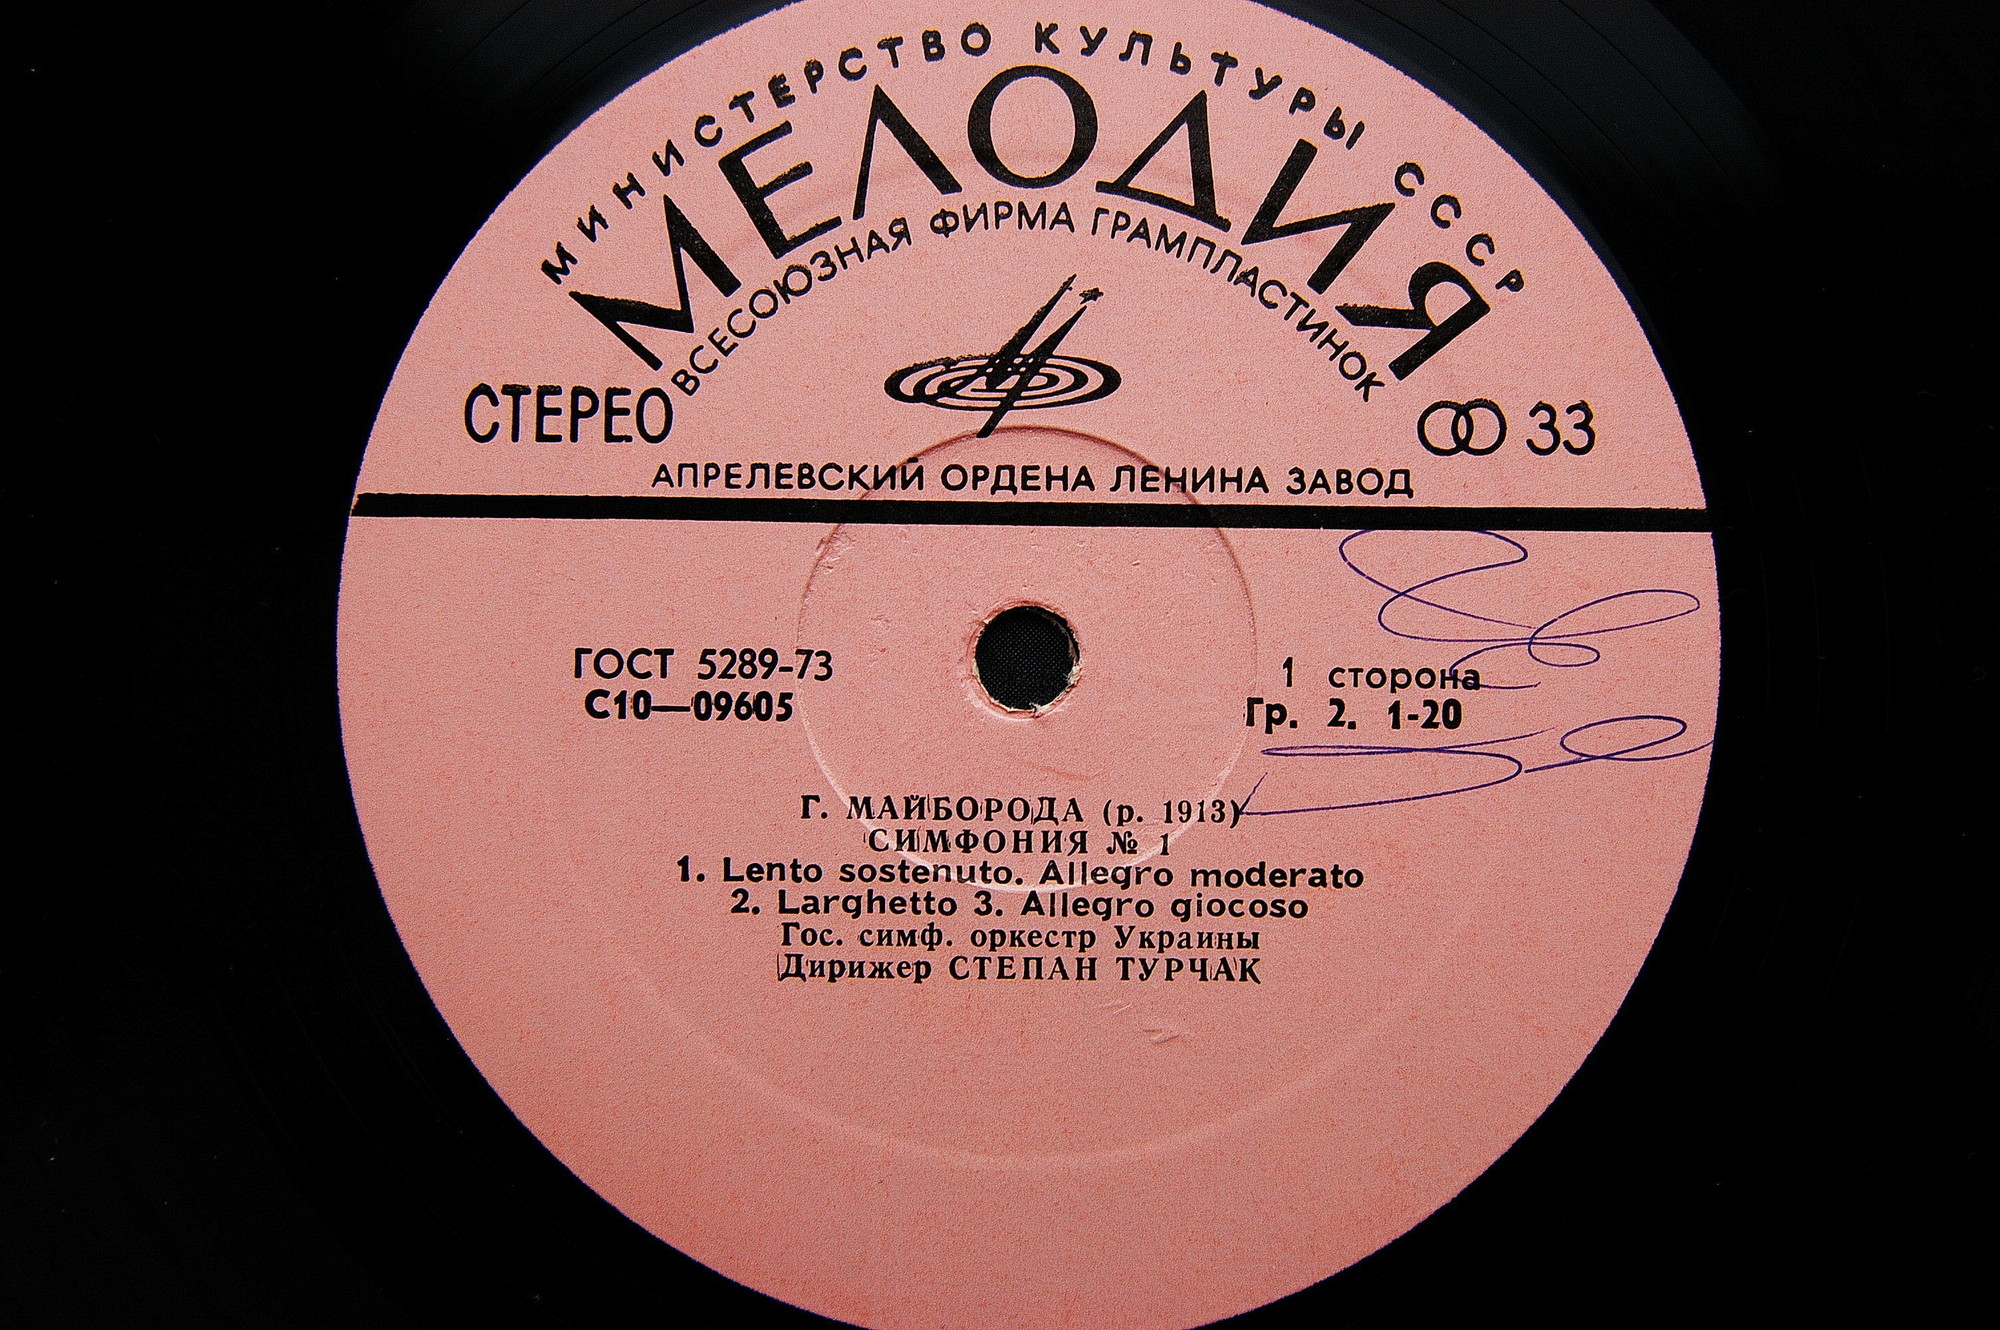 МИНИСТЕРСТВО КУЛЬТУРЫ СССР
МЕЛОДИЯ
ВСЕСОЮЗНАЯ ФИРМА ГРАМПЛАСТИНОК
СТЕРЕО
33
АПРЕЛЕВСКИЙ ОРДЕНА ЛЕНИНА ЗАВОД
ГОСТ 5289-73
С10—09605
1 сторона
Гр. 2. 1-20
Г. МАЙБОРОДА (р. 1913)
СИМФОНИЯ № 1
1. Lento sostenuto. Allegro moderato
2. Larghetto 3. Allegro giocoso
Гос. симф. оркестр Украины
Дирижер СТЕПАН ТУРЧАК